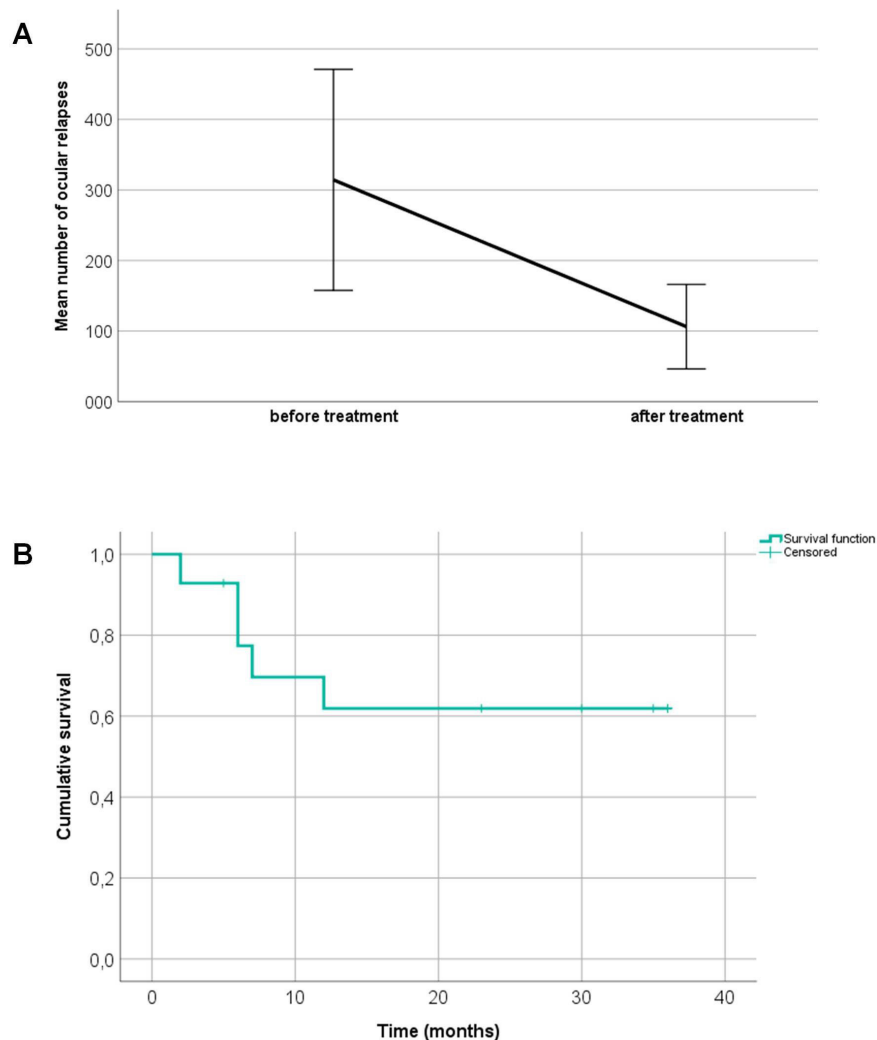 A
Mean number of ocular relapses
500
400
300
200
100
000
before treatment after treatment
B
Cumulative survival
1,0
0,8
0,6
0,4
0,2
0,0
0 10 20 30 40
Time (months)
Survival function
Censored